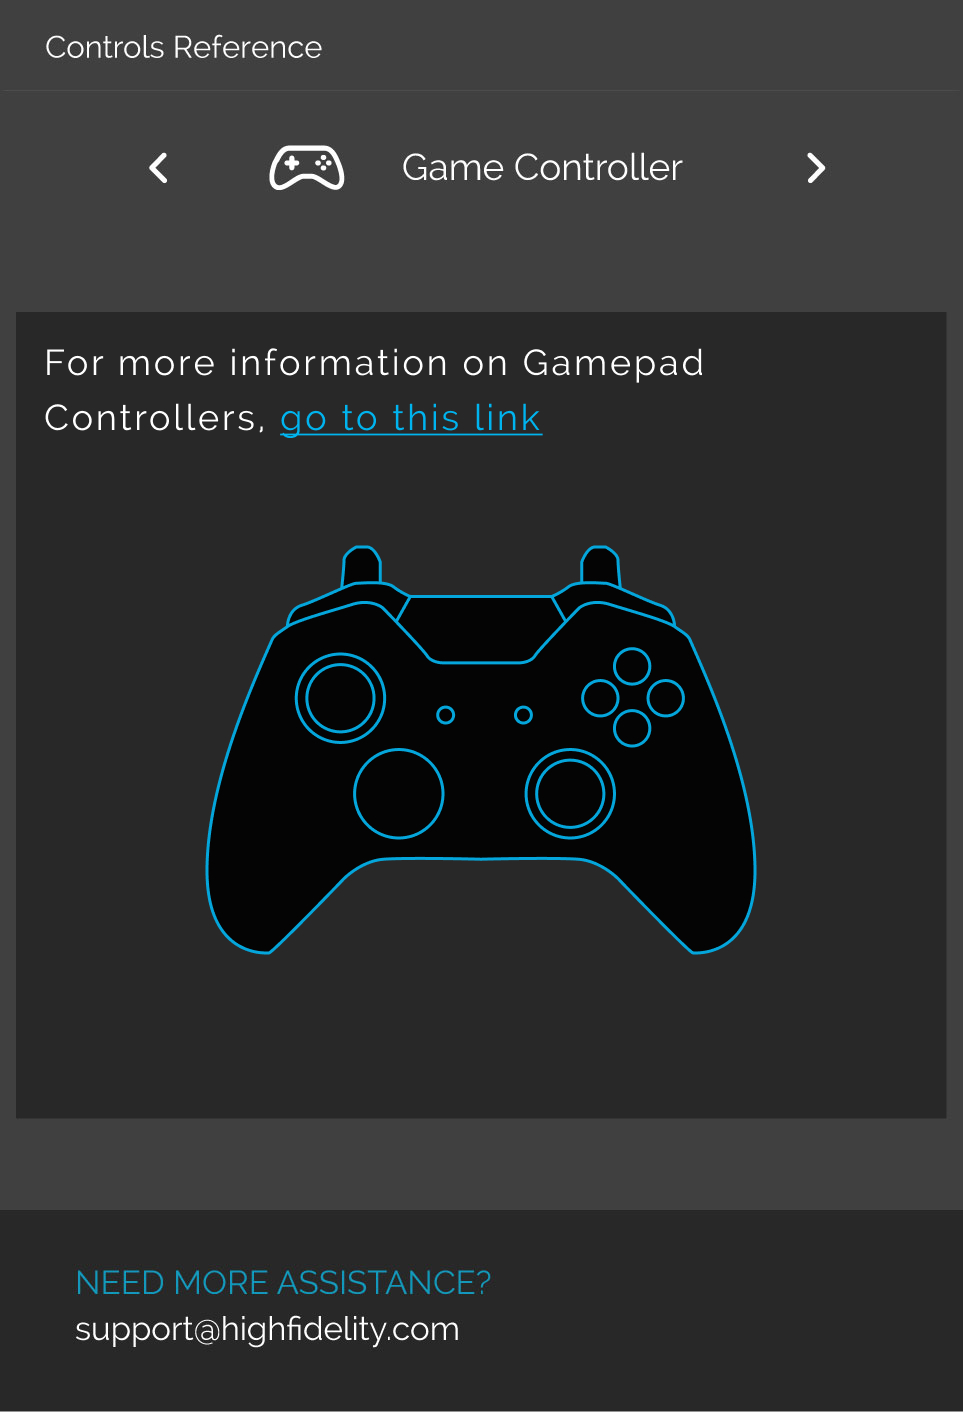 Controls Reference
Game Controller
For more information on Gamepad
Controllers, go to this link
NEED MORE ASSISTANCE?
support@highfidelity.com